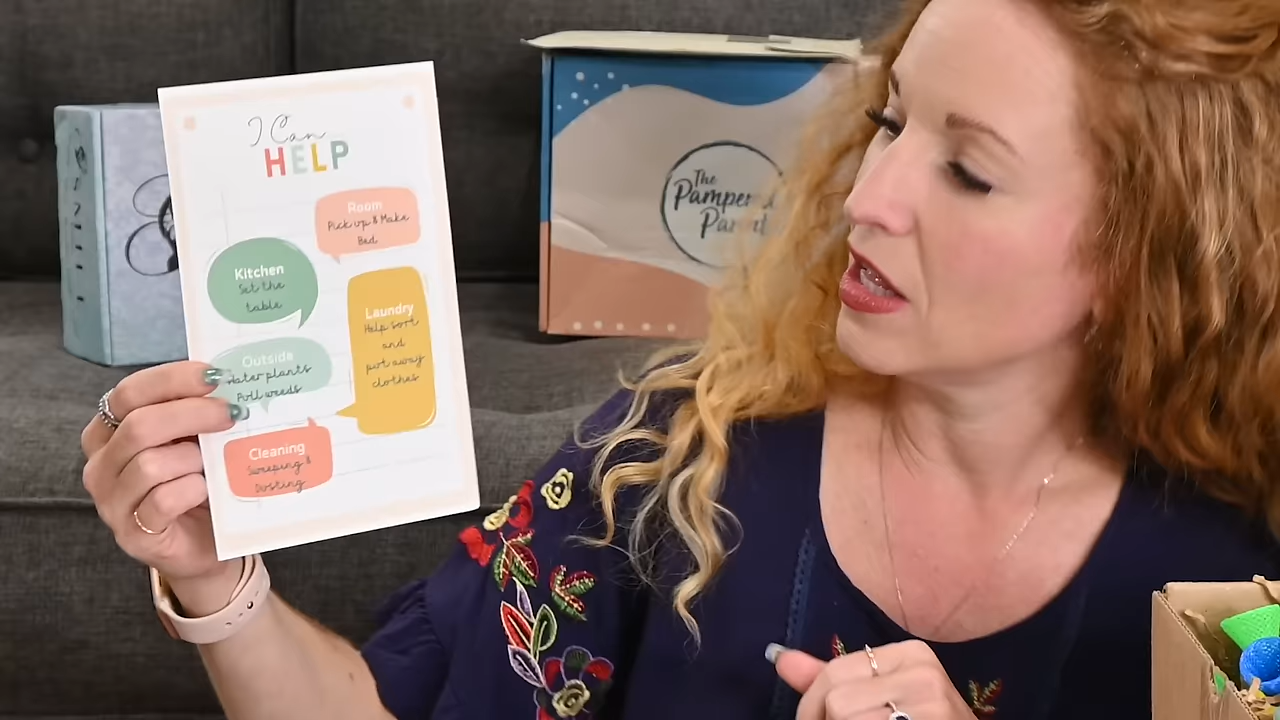 I Can
HELP
Room
Pick up & Make
Bed
Kitchen
Set the
table
Laundry
Help sort
and
put away
clothes
Outside
Water plants
Pull weeds
Cleaning
Sweeping &
Dusting
The
Pampered
Parent